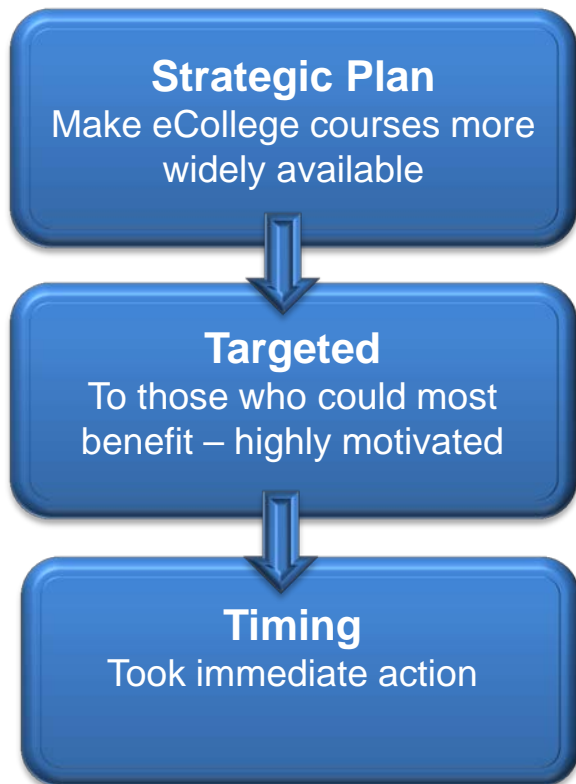 Strategic Plan
Make eCollege courses more
widely available
Targeted
To those who could most
benefit – highly motivated
Timing
Took immediate action